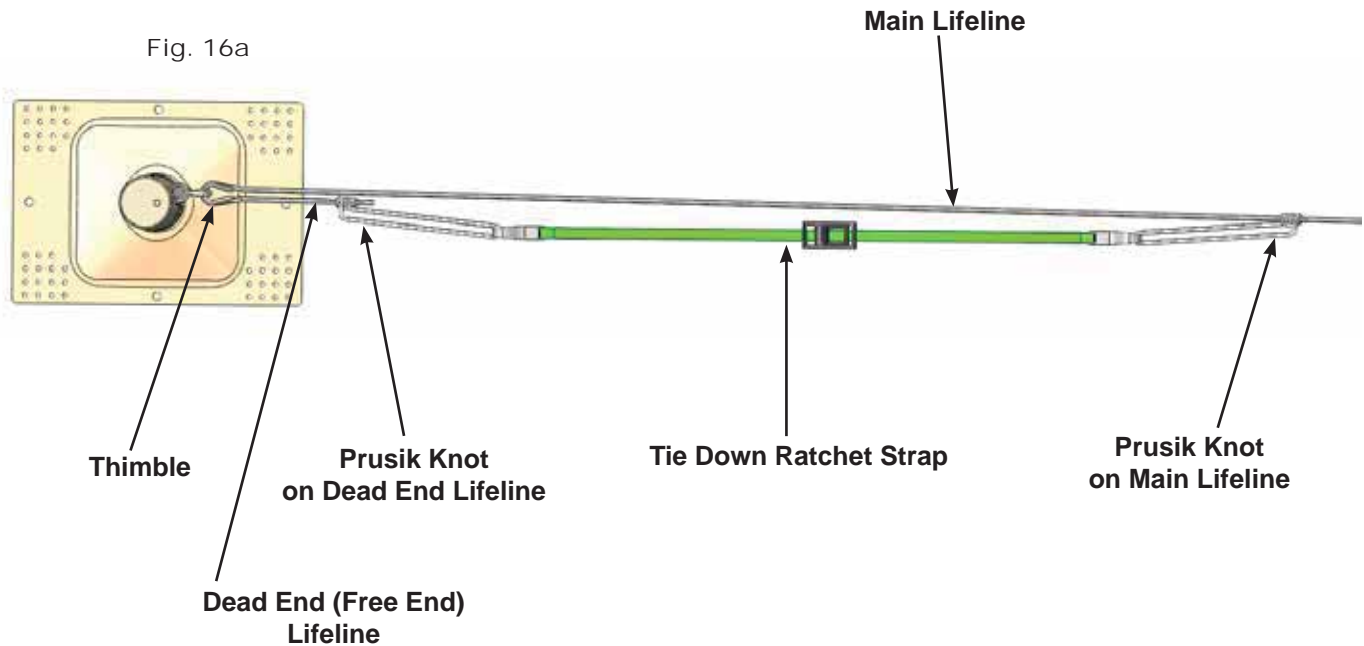 Main Lifeline
Fig. 16a
Thimble
Prusik Knot
on Dead End Lifeline
Tie Down Ratchet Strap
Prusik Knot
on Main Lifeline
Dead End (Free End)
Lifeline